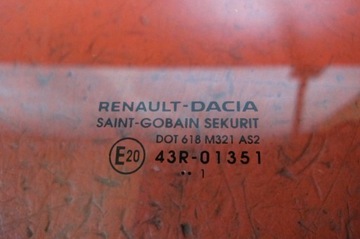 RENAULT-DACIA
SAINT-GOBAIN SEKURIT
DOT 618 M321 AS2
E20 43R-01351
•• 1